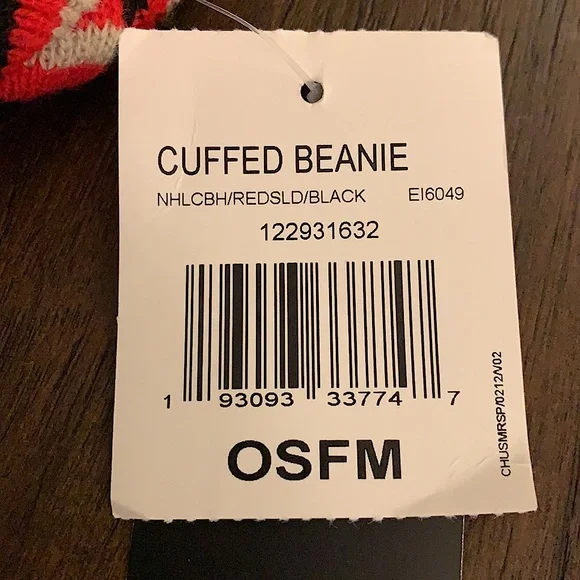 CUFFED BEANIE
NHLCBH/REDSLD/BLACK EI6049
122931632
1 93093 33774 7
OSFM
CHUSMRSP/0212/V02